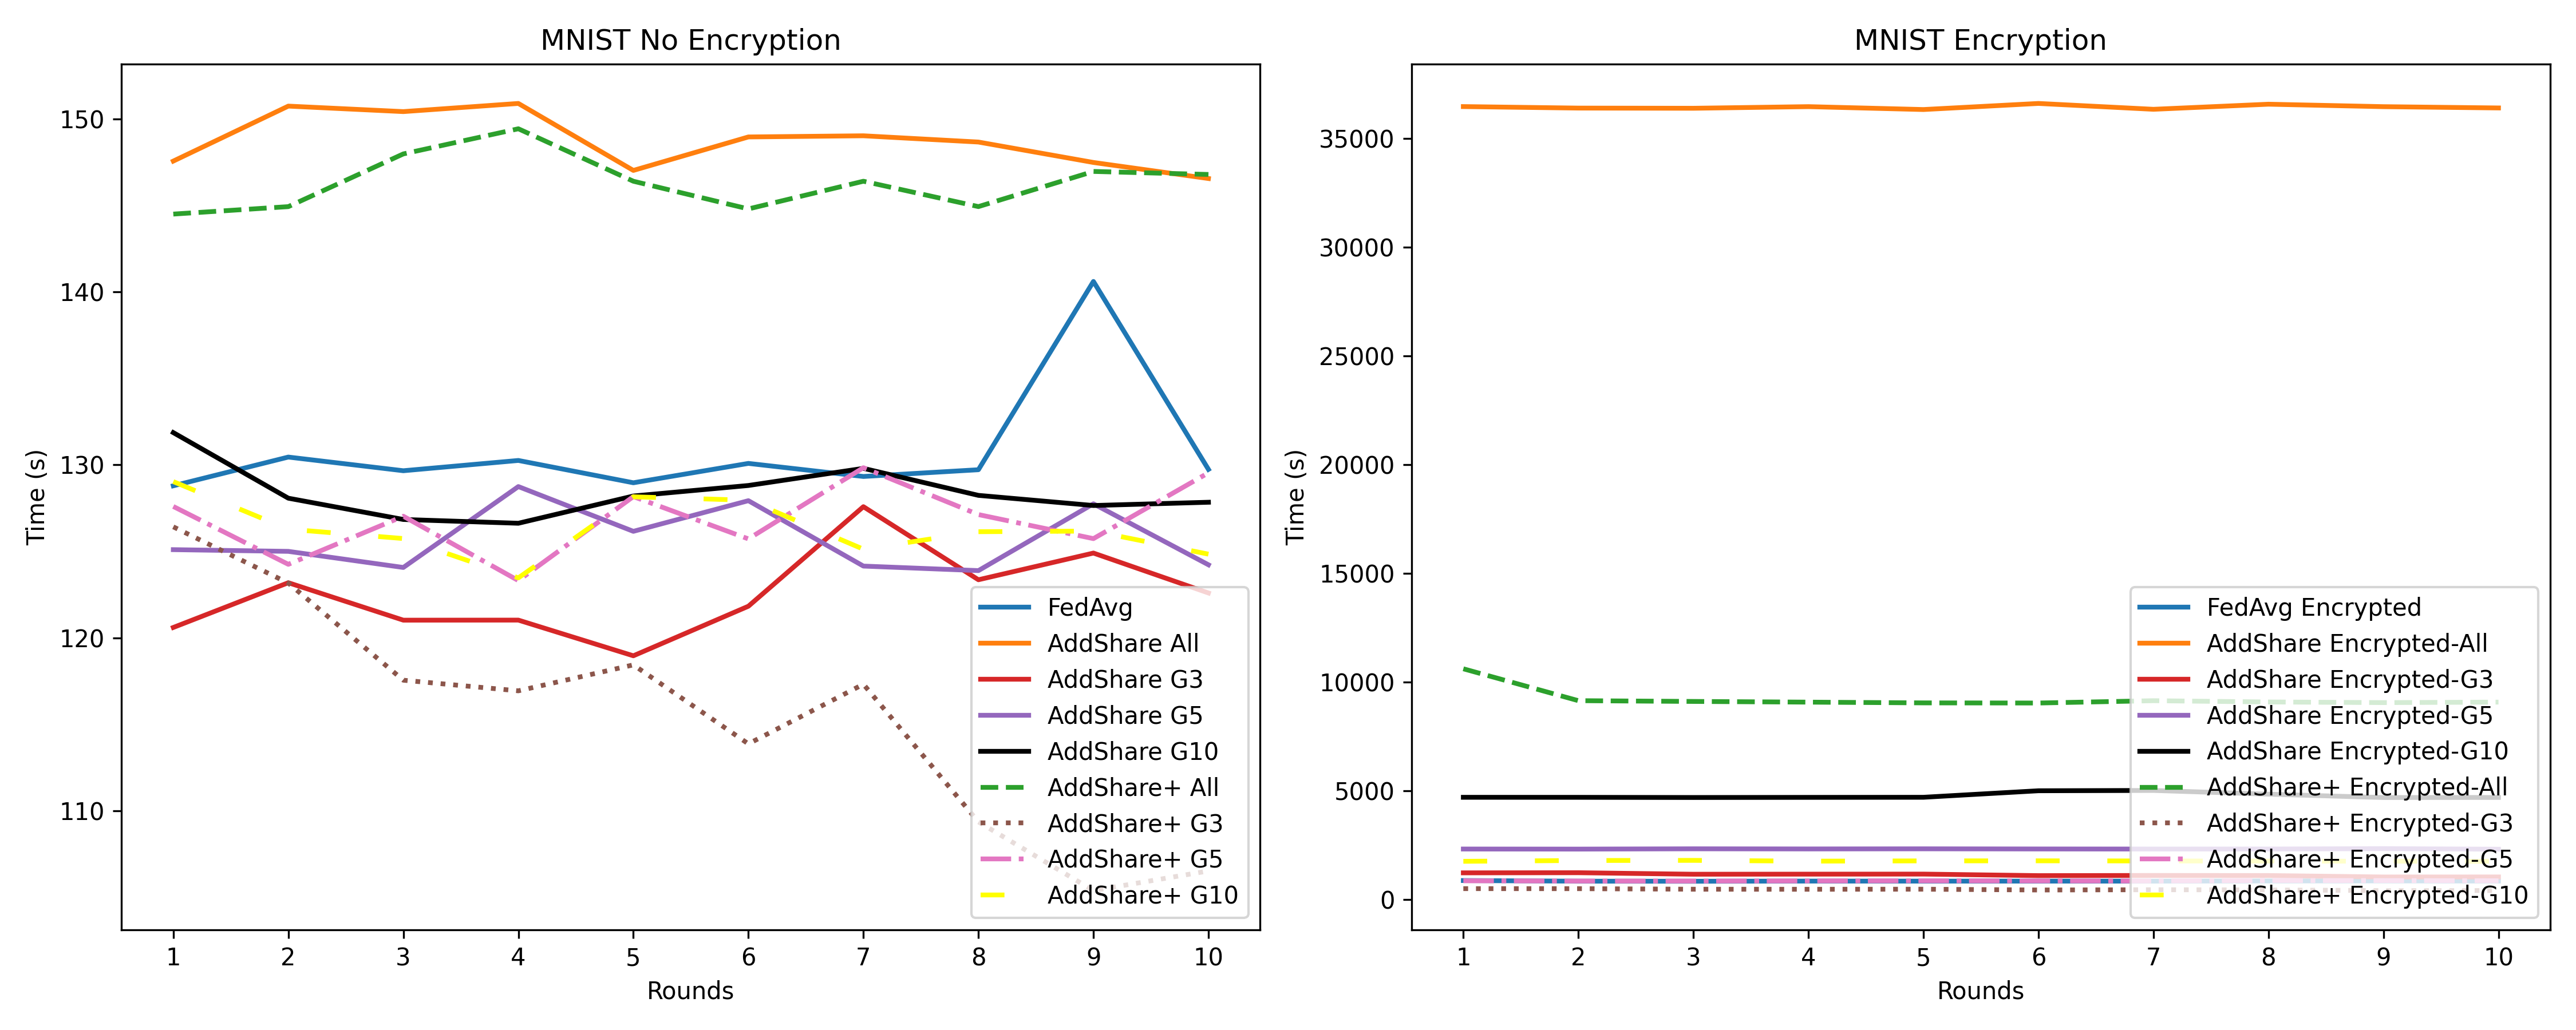 MNIST No Encryption
150
140
130
120
110
Time (s)
1 2 3 4 5 6 7 8 9 10
Rounds
FedAvg
AddShare All
AddShare G3
AddShare G5
AddShare G10
AddShare+ All
AddShare+ G3
AddShare+ G5
AddShare+ G10
MNIST Encryption
35000
30000
25000
20000
15000
10000
5000
0
Time (s)
1 2 3 4 5 6 7 8 9 10
Rounds
FedAvg Encrypted
AddShare Encrypted-All
AddShare Encrypted-G3
AddShare Encrypted-G5
AddShare Encrypted-G10
AddShare+ Encrypted-All
AddShare+ Encrypted-G3
AddShare+ Encrypted-G5
AddShare+ Encrypted-G10